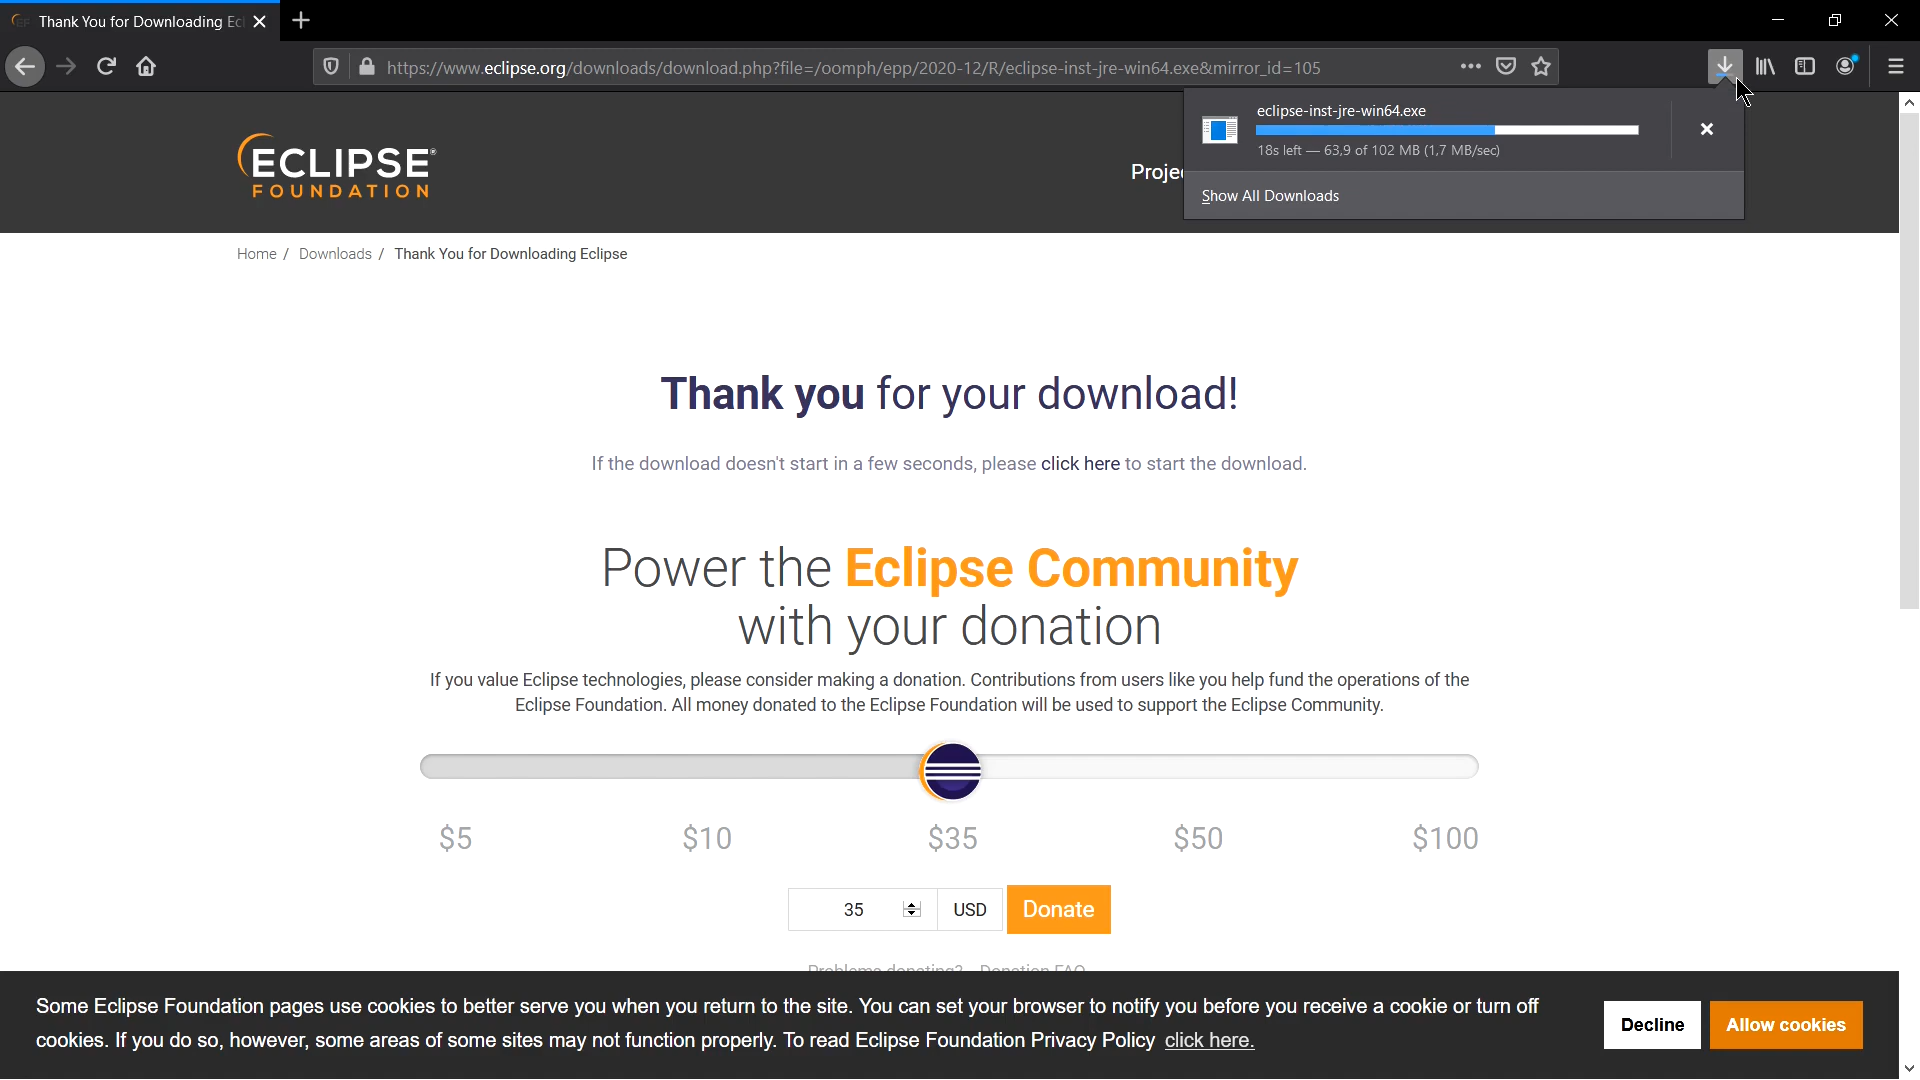 Thank You for Downloading Ecl
https://www.eclipse.org/downloads/download.php?file=/oomph/epp/2020-12/R/eclipse-inst-jre-win64.exe&mirror_id=105
eclipse-inst-jre-win64.exe
18s left — 63,9 of 102 MB (1,7 MB/sec)
Show All Downloads
ECLIPSE®
FOUNDATION
Projec
Home / Downloads / Thank You for Downloading Eclipse
Thank you for your download!
If the download doesn't start in a few seconds, please click here to start the download.
Power the Eclipse Community
with your donation
If you value Eclipse technologies, please consider making a donation. Contributions from users like you help fund the operations of the
Eclipse Foundation. All money donated to the Eclipse Foundation will be used to support the Eclipse Community.
$5 $10 $35 $50 $100
35 USD Donate
Problems donating? Donation FAQ
Some Eclipse Foundation pages use cookies to better serve you when you return to the site. You can set your browser to notify you before you receive a cookie or turn off
cookies. If you do so, however, some areas of some sites may not function properly. To read Eclipse Foundation Privacy Policy click here.
Decline Allow cookies